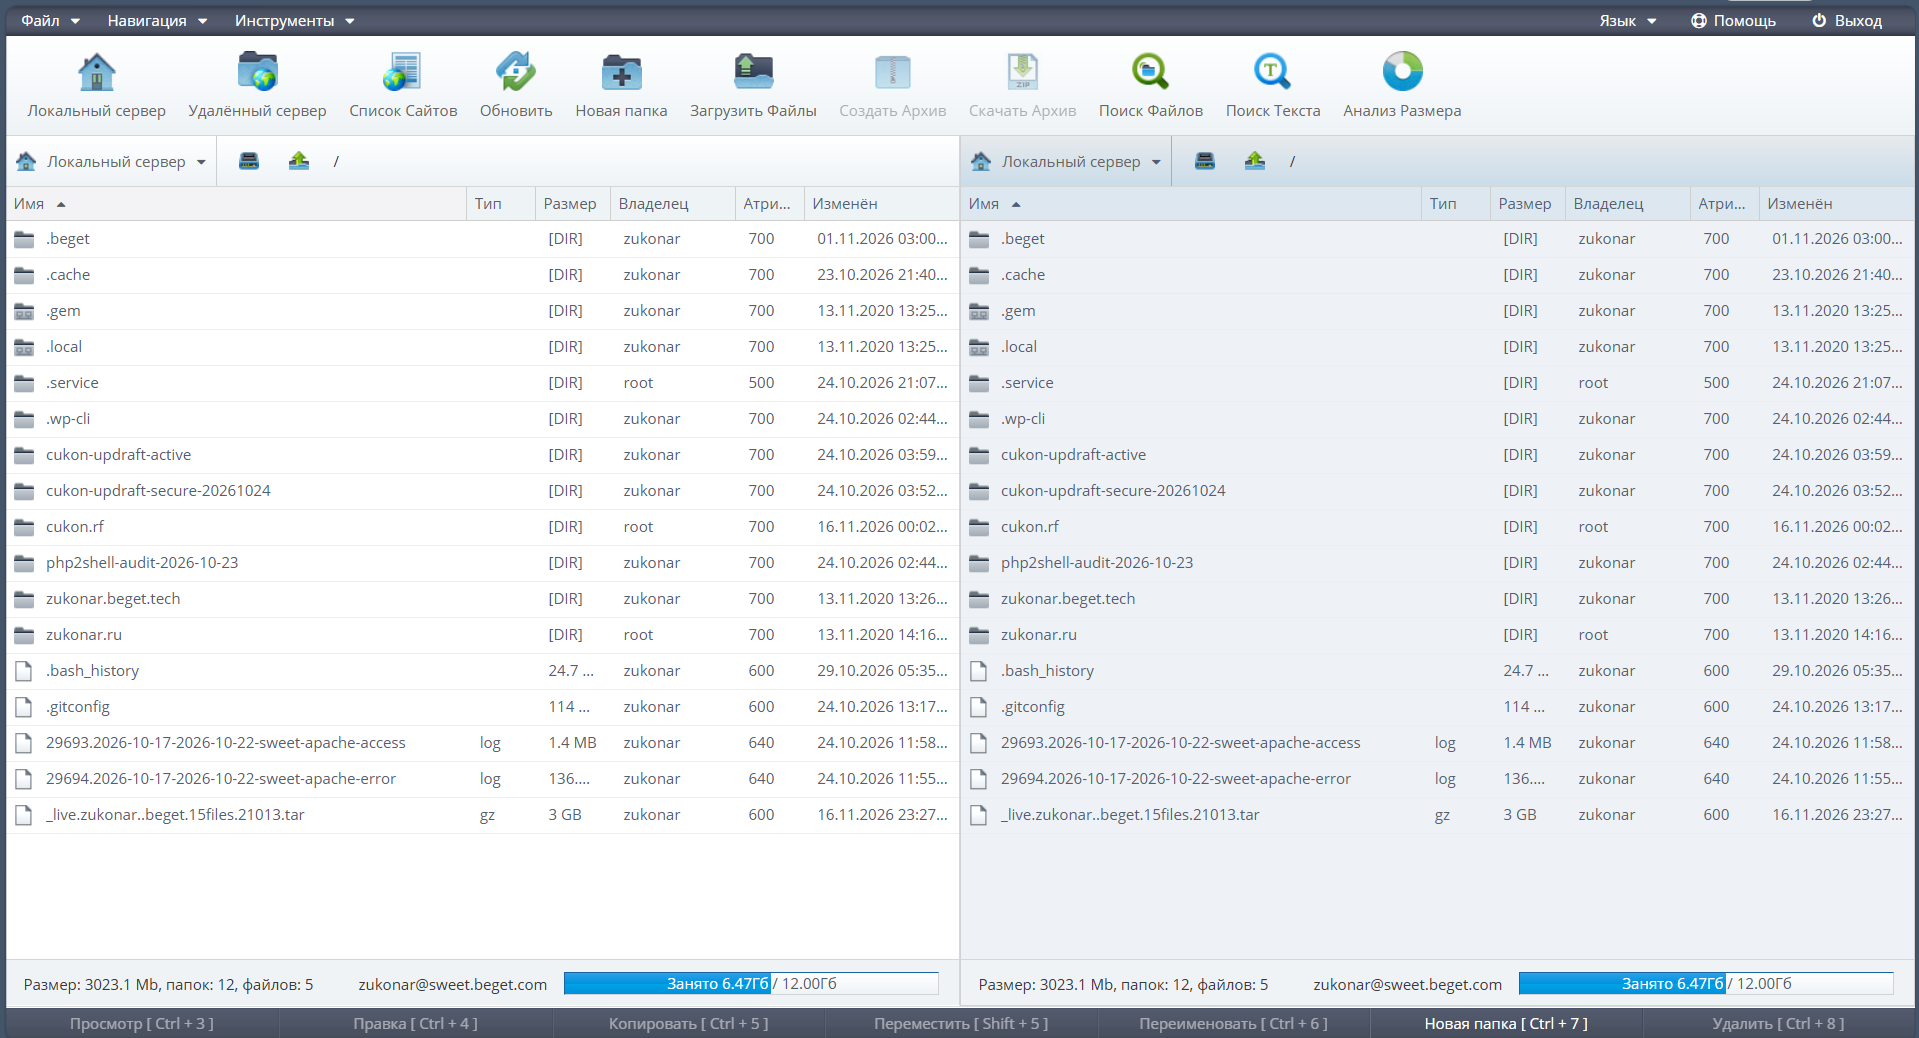 Файл Навигация Инструменты Язык Помощь Выход
Локальный сервер Удалённый сервер Список Сайтов Обновить Новая папка Загрузить Файлы Создать Архив Скачать Архив Поиск Файлов Поиск Текста Анализ Размера
Локальный сервер /
Имя Тип Размер Владелец Атри... Изменён
.beget [DIR] zukonar 700 01.11.2026 03:00...
.cache [DIR] zukonar 700 23.10.2026 21:40...
.gem [DIR] zukonar 700 13.11.2020 13:25...
.local [DIR] zukonar 700 13.11.2020 13:25...
.service [DIR] root 500 24.10.2026 21:07...
.wp-cli [DIR] zukonar 700 24.10.2026 02:44...
cukon-updraft-active [DIR] zukonar 700 24.10.2026 03:59...
cukon-updraft-secure-20261024 [DIR] zukonar 700 24.10.2026 03:52...
cukon.rf [DIR] root 700 16.11.2026 00:02...
php2shell-audit-2026-10-23 [DIR] zukonar 700 24.10.2026 02:44...
zukonar.beget.tech [DIR] zukonar 700 13.11.2020 13:26...
zukonar.ru [DIR] root 700 13.11.2020 14:16...
.bash_history 24.7 ... zukonar 600 29.10.2026 05:35...
.gitconfig 114 ... zukonar 600 24.10.2026 13:17...
29693.2026-10-17-2026-10-22-sweet-apache-access log 1.4 MB zukonar 640 24.10.2026 11:58...
29694.2026-10-17-2026-10-22-sweet-apache-error log 136.... zukonar 640 24.10.2026 11:55...
_live.zukonar..beget.15files.21013.tar gz 3 GB zukonar 600 16.11.2026 23:27...
Размер: 3023.1 Mb, папок: 12, файлов: 5 zukonar@sweet.beget.com Занято 6.47Гб / 12.00Гб
Локальный сервер /
Имя Тип Размер Владелец Атри... Изменён
.beget [DIR] zukonar 700 01.11.2026 03:00...
.cache [DIR] zukonar 700 23.10.2026 21:40...
.gem [DIR] zukonar 700 13.11.2020 13:25...
.local [DIR] zukonar 700 13.11.2020 13:25...
.service [DIR] root 500 24.10.2026 21:07...
.wp-cli [DIR] zukonar 700 24.10.2026 02:44...
cukon-updraft-active [DIR] zukonar 700 24.10.2026 03:59...
cukon-updraft-secure-20261024 [DIR] zukonar 700 24.10.2026 03:52...
cukon.rf [DIR] root 700 16.11.2026 00:02...
php2shell-audit-2026-10-23 [DIR] zukonar 700 24.10.2026 02:44...
zukonar.beget.tech [DIR] zukonar 700 13.11.2020 13:26...
zukonar.ru [DIR] root 700 13.11.2020 14:16...
.bash_history 24.7 ... zukonar 600 29.10.2026 05:35...
.gitconfig 114 ... zukonar 600 24.10.2026 13:17...
29693.2026-10-17-2026-10-22-sweet-apache-access log 1.4 MB zukonar 640 24.10.2026 11:58...
29694.2026-10-17-2026-10-22-sweet-apache-error log 136.... zukonar 640 24.10.2026 11:55...
_live.zukonar..beget.15files.21013.tar gz 3 GB zukonar 600 16.11.2026 23:27...
Размер: 3023.1 Mb, папок: 12, файлов: 5 zukonar@sweet.beget.com Занято 6.47Гб / 12.00Гб
Просмотр [ Ctrl + 3 ] Правка [ Ctrl + 4 ] Копировать [ Ctrl + 5 ] Переместить [ Shift + 5 ] Переименовать [ Ctrl + 6 ] Новая папка [ Ctrl + 7 ] Удалить [ Ctrl + 8 ]